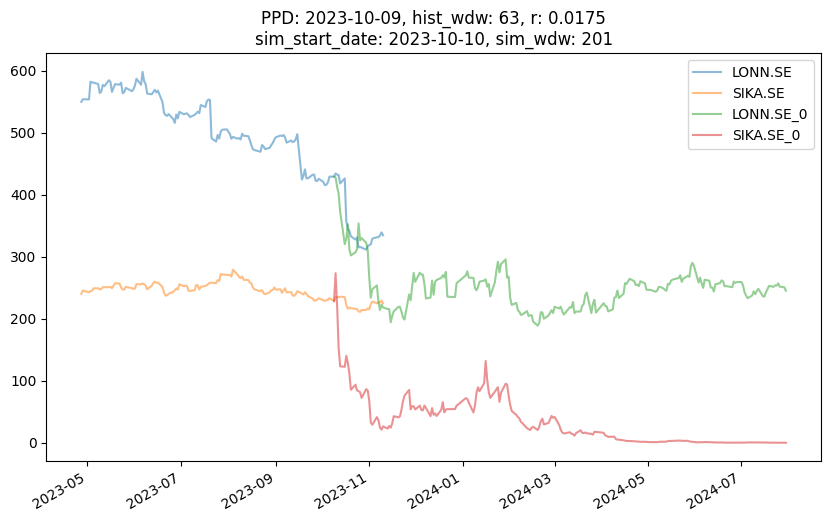 PPD: 2023-10-09, hist_wdw: 63, r: 0.0175
sim_start_date: 2023-10-10, sim_wdw: 201
LONN.SE
SIKA.SE
LONN.SE_0
SIKA.SE_0
600
500
400
300
200
100
0
2023-05
2023-07
2023-09
2023-11
2024-01
2024-03
2024-05
2024-07